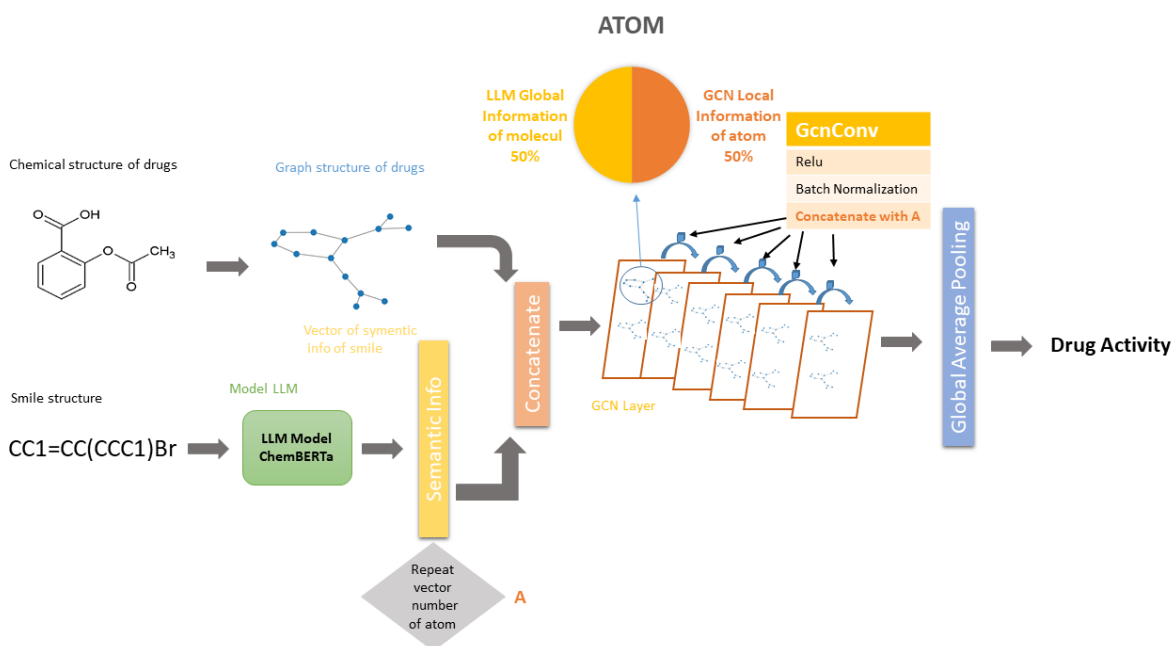 ATOM
LLM Global
Information
of molecul
50%
GCN Local
Information
of atom
50%
GcnConv
Relu
Batch Normalization
Concatenate with A
Chemical structure of drugs
Graph structure of drugs
O
OH
O
CH3
O
Vector of symentic
info of smile
Smile structure
Model LLM
CC1=CC(CCC1)Br
LLM Model
ChemBERTa
Semantic Info
Concatenate
GCN Layer
Global Average Pooling
Drug Activity
Repeat
vector
number
of atom
A